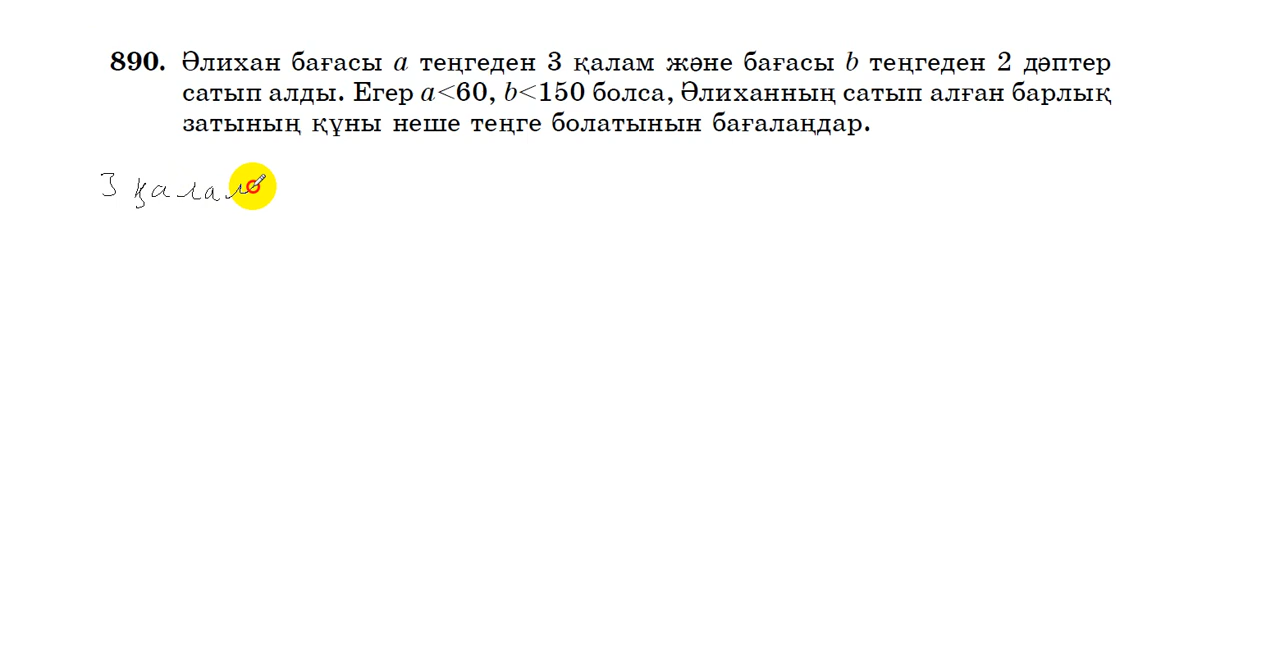 890. Әлихан бағасы a теңгеден 3 қалам және бағасы b теңгеден 2 дәптер
сатып алды. Егер a<60, b<150 болса, Әлиханның сатып алған барлық
затының құны неше теңге болатынын бағалаңдар.
3 қалам